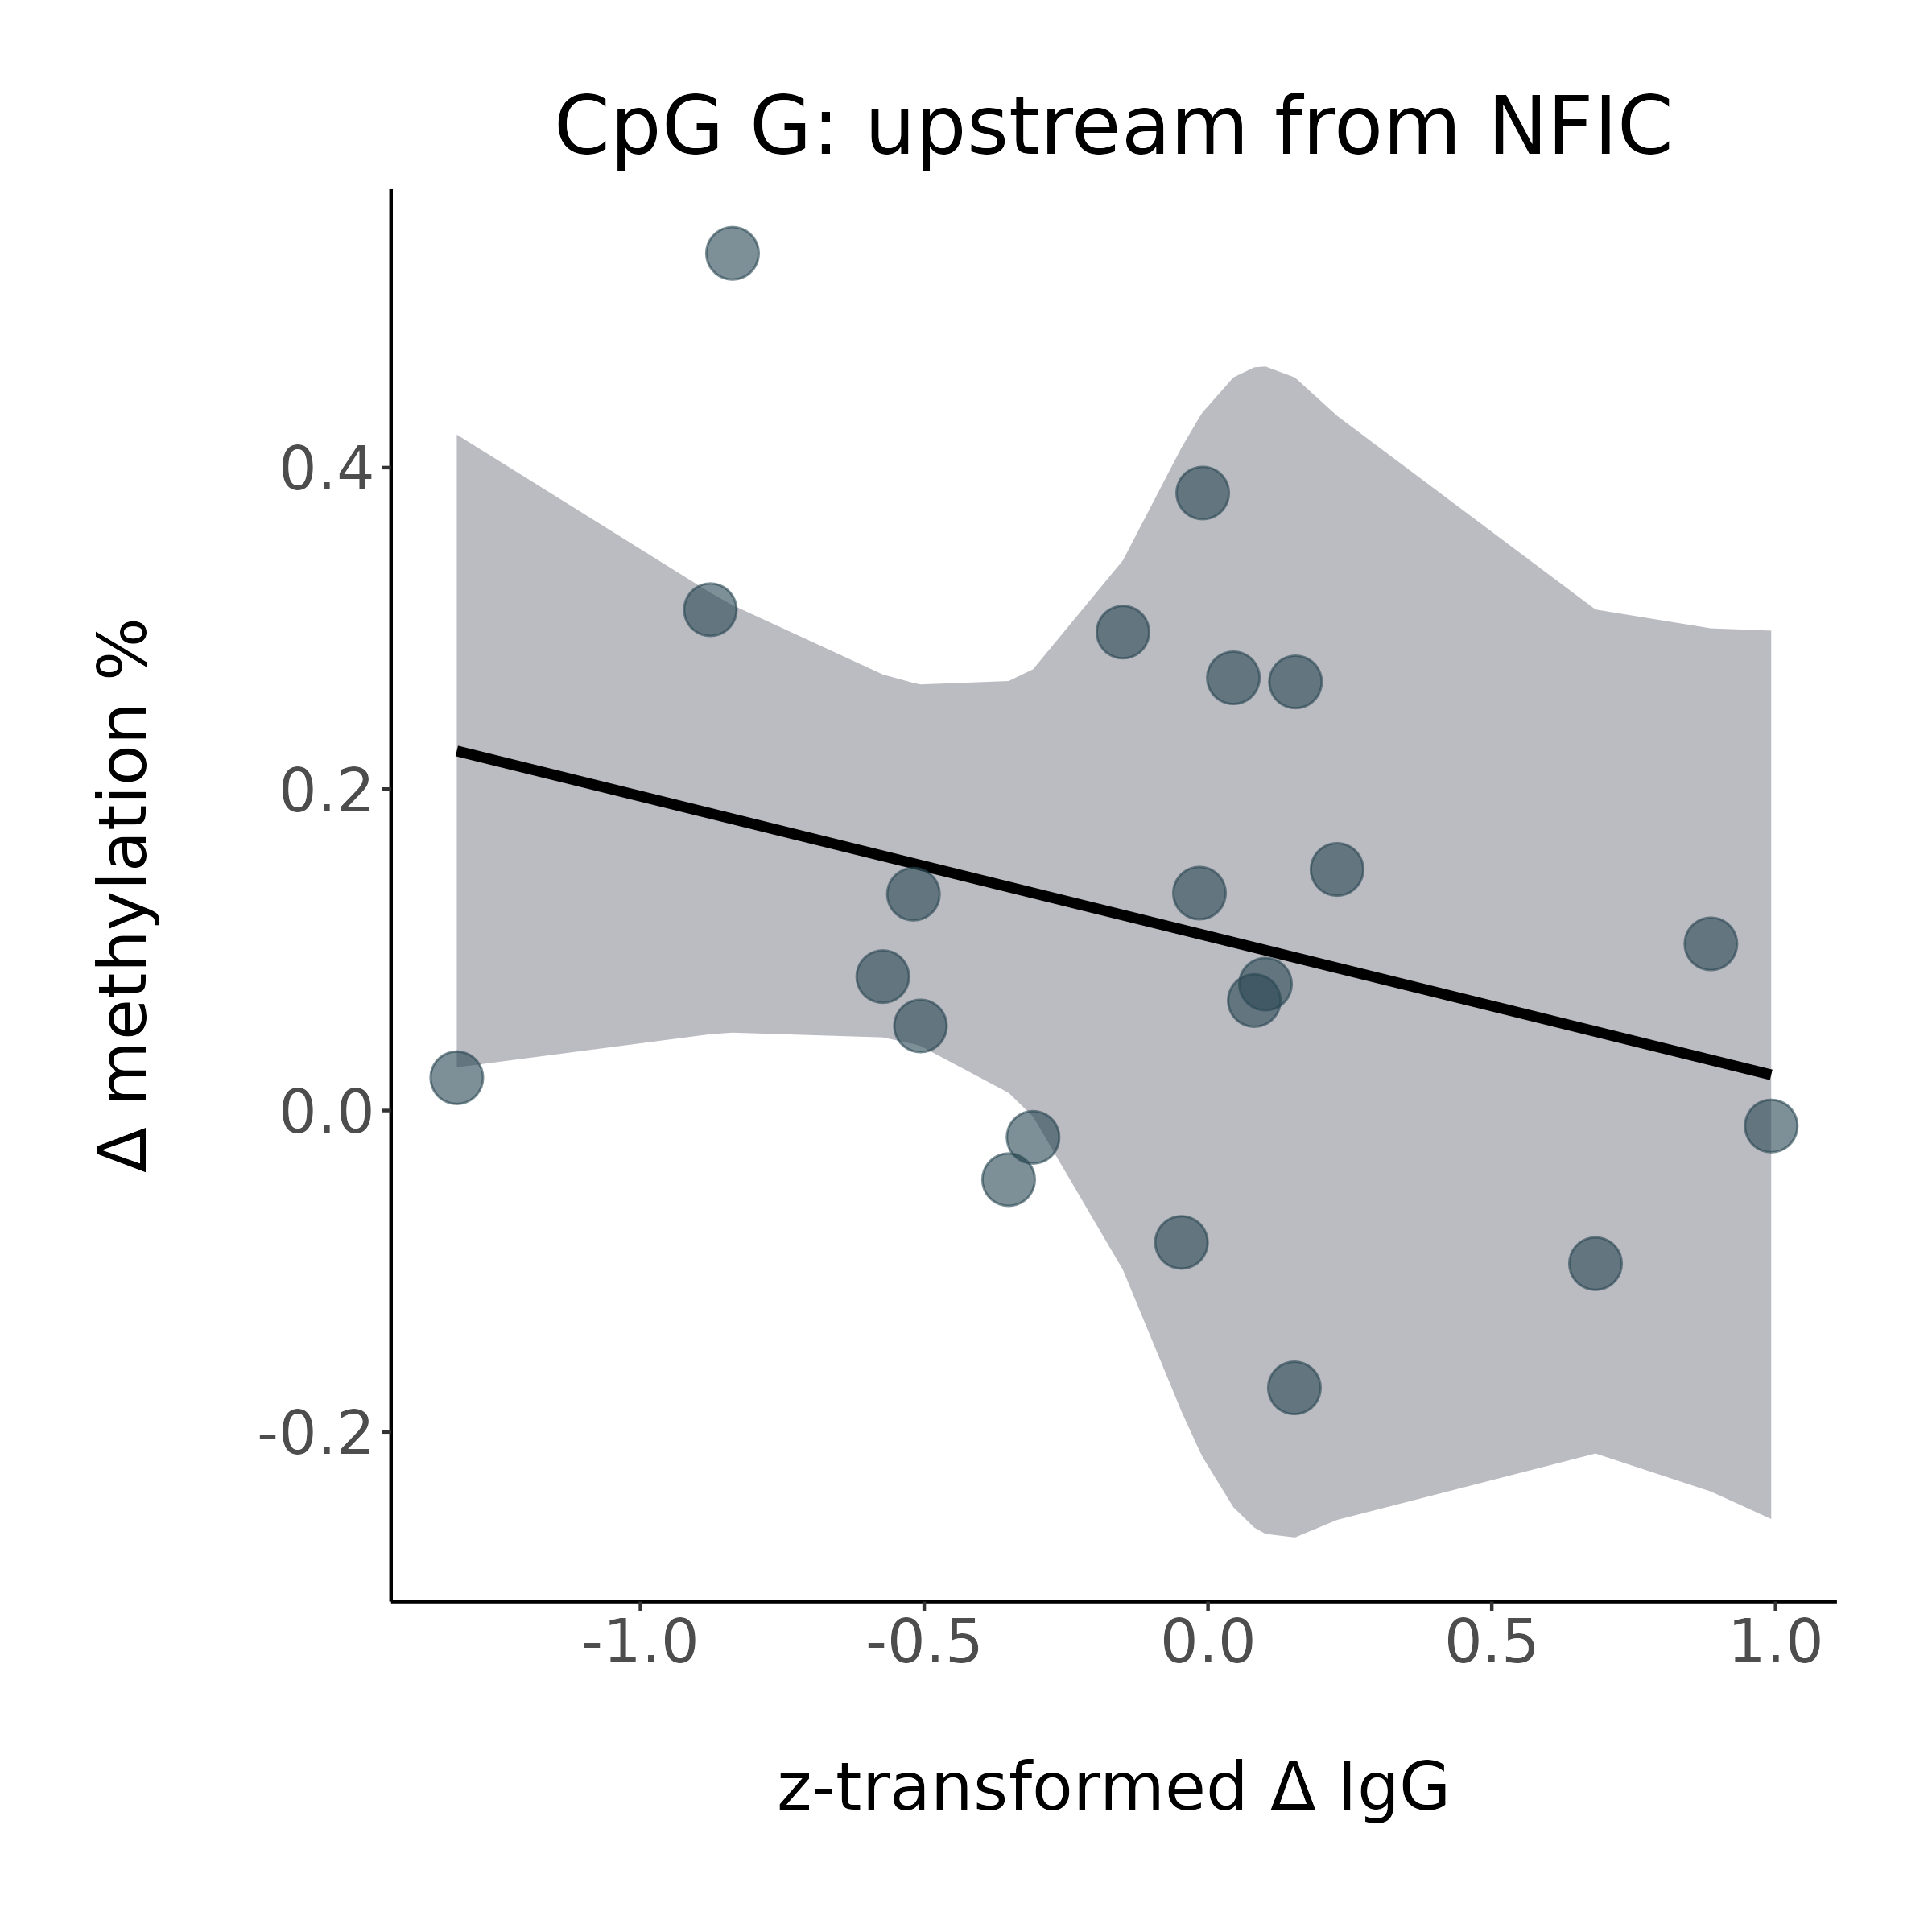 CpG G: upstream from NFIC
Δ methylation %
0.4
0.2
0.0
-0.2
-1.0 -0.5 0.0 0.5 1.0
z-transformed Δ IgG